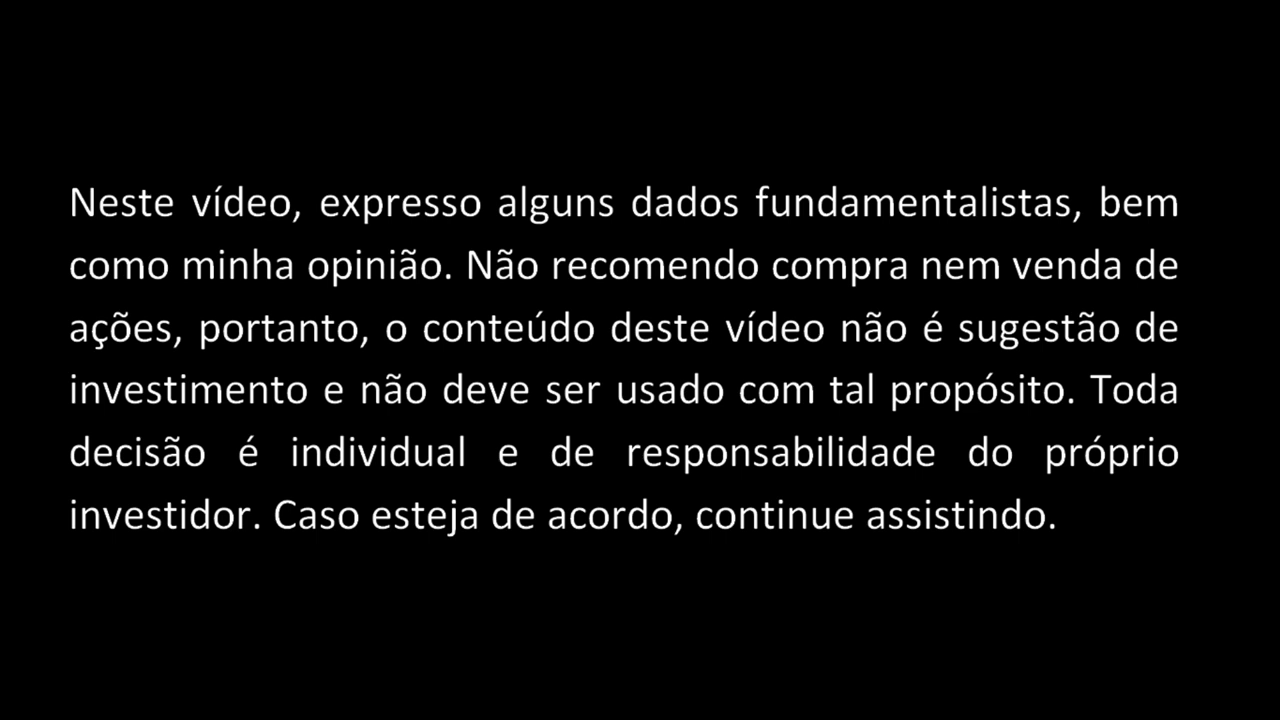 Neste vídeo, expresso alguns dados fundamentalistas, bem
como minha opinião. Não recomendo compra nem venda de
ações, portanto, o conteúdo deste vídeo não é sugestão de
investimento e não deve ser usado com tal propósito. Toda
decisão é individual e de responsabilidade do próprio
investidor. Caso esteja de acordo, continue assistindo.